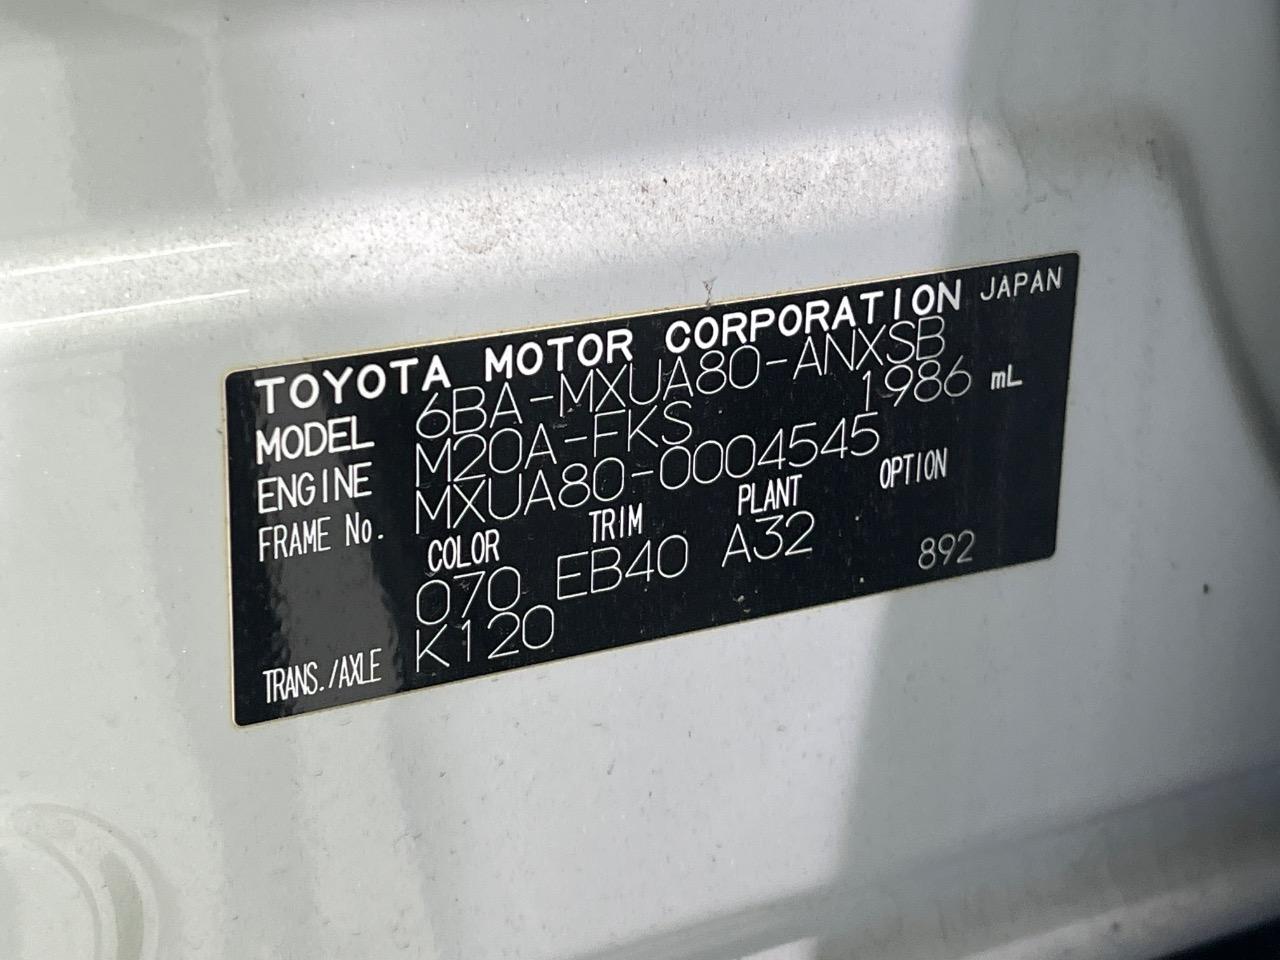 TOYOTA MOTOR CORPORATION JAPAN
MODEL 6BA-MXUA80-ANXSB
ENGINE M20A-FKS 1986 mL
FRAME No. MXUA80-0004545
COLOR TRIM PLANT OPTION
070 EB40 A32 892
TRANS./AXLE K120